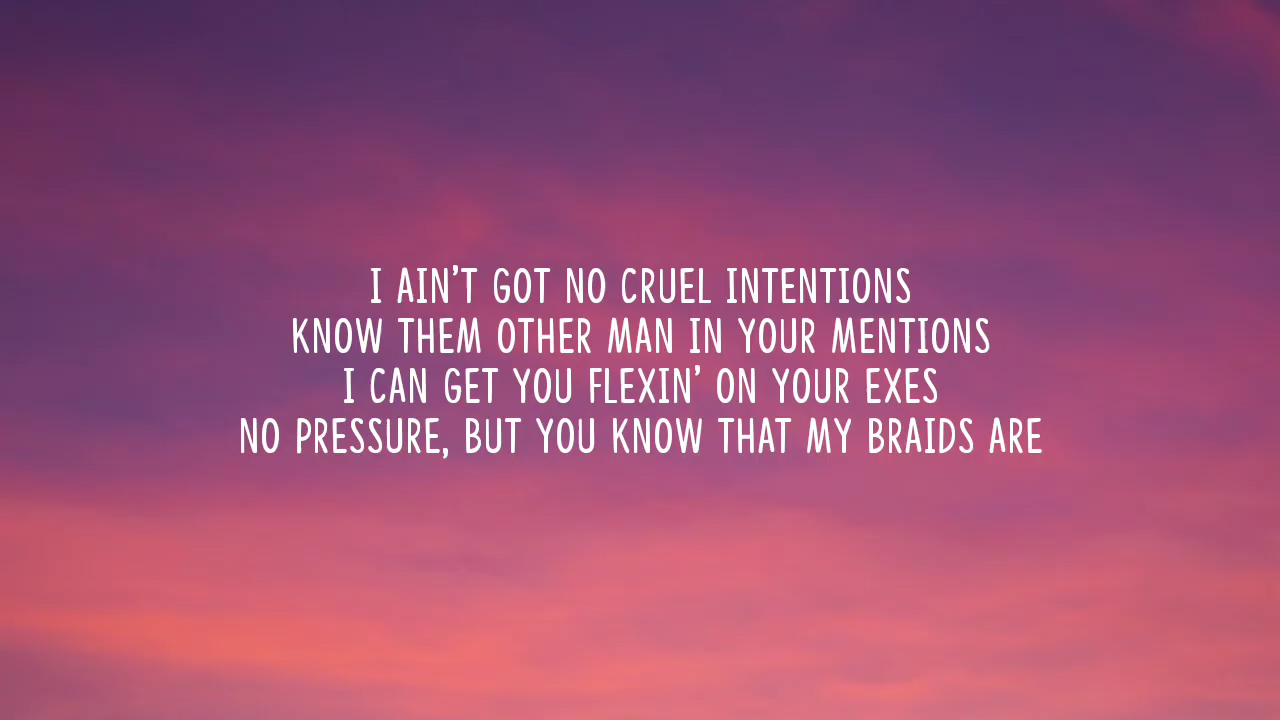 I AIN'T GOT NO CRUEL INTENTIONS
KNOW THEM OTHER MAN IN YOUR MENTIONS
I CAN GET YOU FLEXIN' ON YOUR EXES
NO PRESSURE, BUT YOU KNOW THAT MY BRAIDS ARE